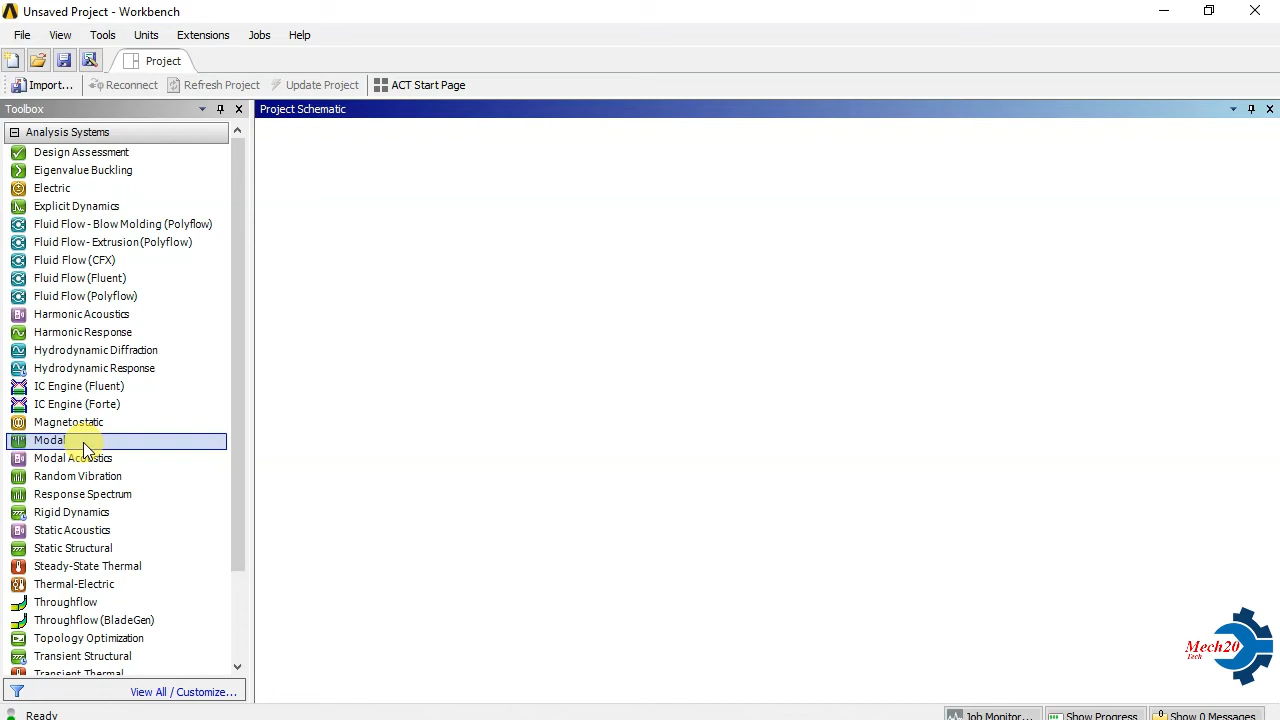 Unsaved Project - Workbench
File View Tools Units Extensions Jobs Help
Project
Import... Reconnect Refresh Project Update Project ACT Start Page
Toolbox
Project Schematic
Analysis Systems
Design Assessment
Eigenvalue Buckling
Electric
Explicit Dynamics
Fluid Flow - Blow Molding (Polyflow)
Fluid Flow- Extrusion (Polyflow)
Fluid Flow (CFX)
Fluid Flow (Fluent)
Fluid Flow (Polyflow)
Harmonic Acoustics
Harmonic Response
Hydrodynamic Diffraction
Hydrodynamic Response
IC Engine (Fluent)
IC Engine (Forte)
Magnetostatic
Modal
Modal Acoustics
Random Vibration
Response Spectrum
Rigid Dynamics
Static Acoustics
Static Structural
Steady-State Thermal
Thermal-Electric
Throughflow
Throughflow (BladeGen)
Topology Optimization
Transient Structural
Transient Thermal
View All / Customize...
Mech20
Tech
Ready
Job Monitor... Show Progress Show 0 Messages